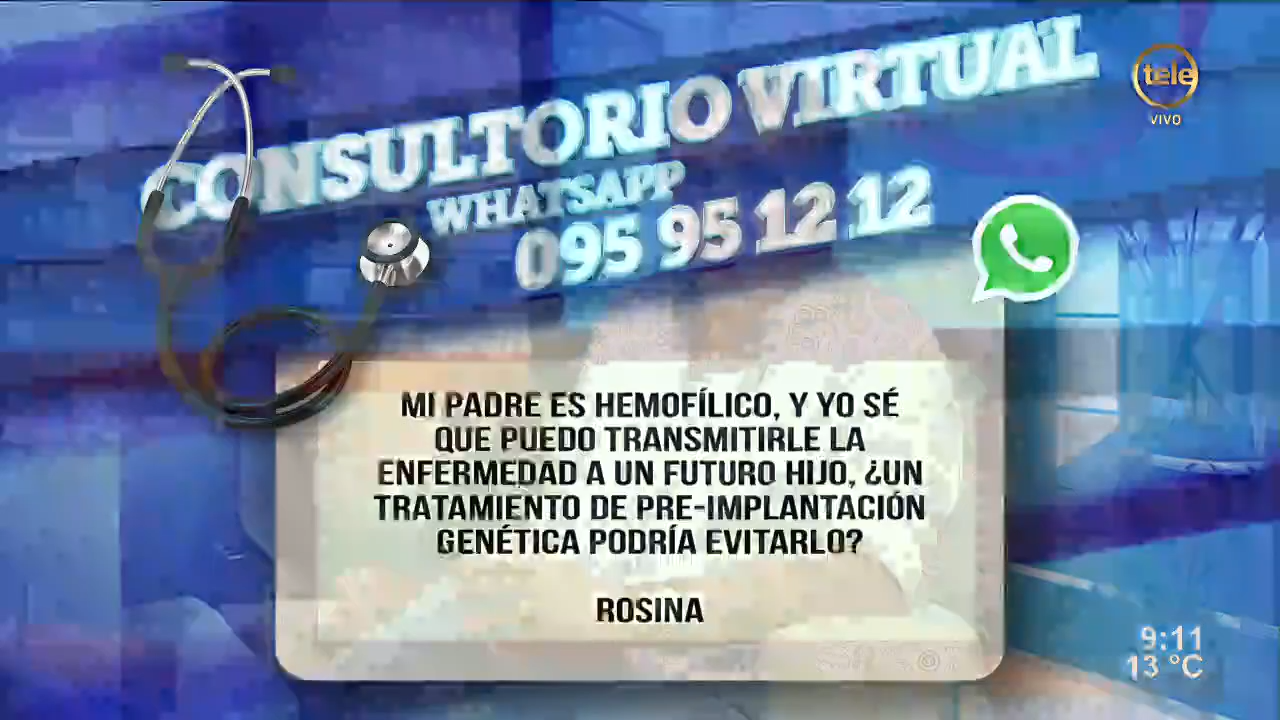 CONSULTORIO VIRTUAL
WHATSAPP
095 95 12 12
tele
VIVO
MI PADRE ES HEMOFÍLICO, Y YO SÉ
QUE PUEDO TRANSMITIRLE LA
ENFERMEDAD A UN FUTURO HIJO, ¿UN
TRATAMIENTO DE PRE-IMPLANTACIÓN
GENÉTICA PODRÍA EVITARLO?
ROSINA
9:11
13 °C